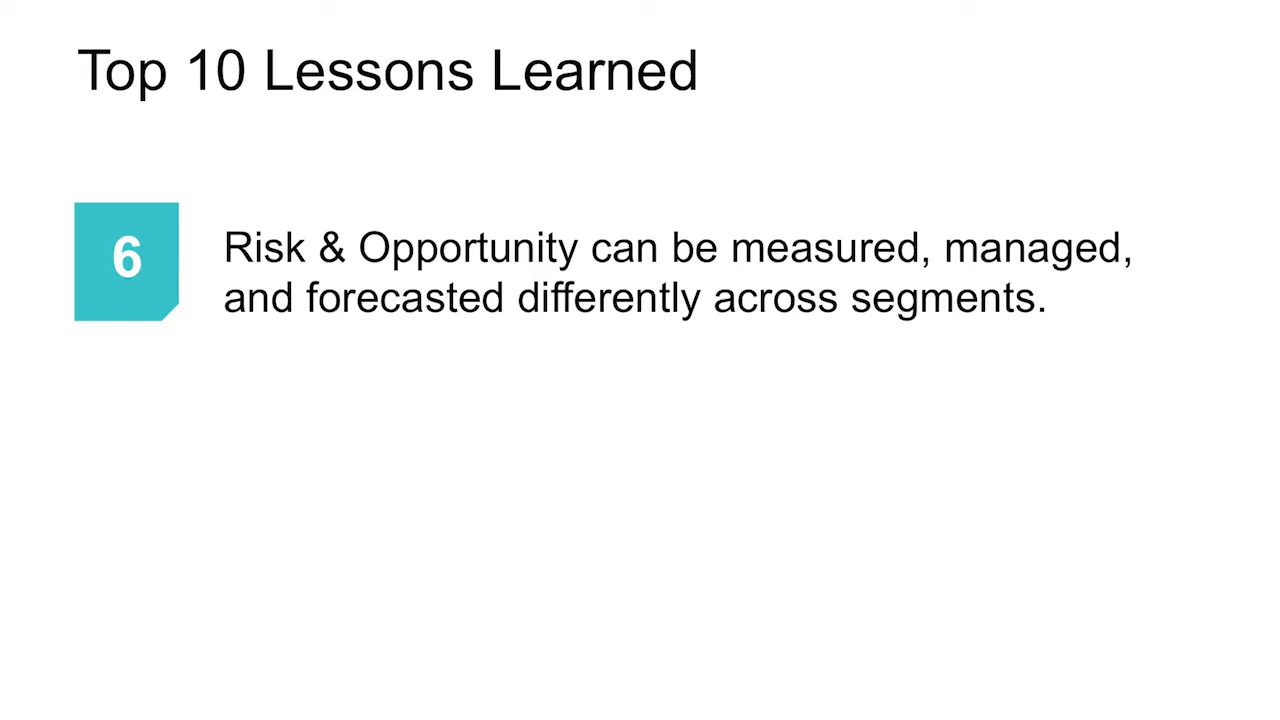 Top 10 Lessons Learned
6
Risk & Opportunity can be measured, managed,
and forecasted differently across segments.